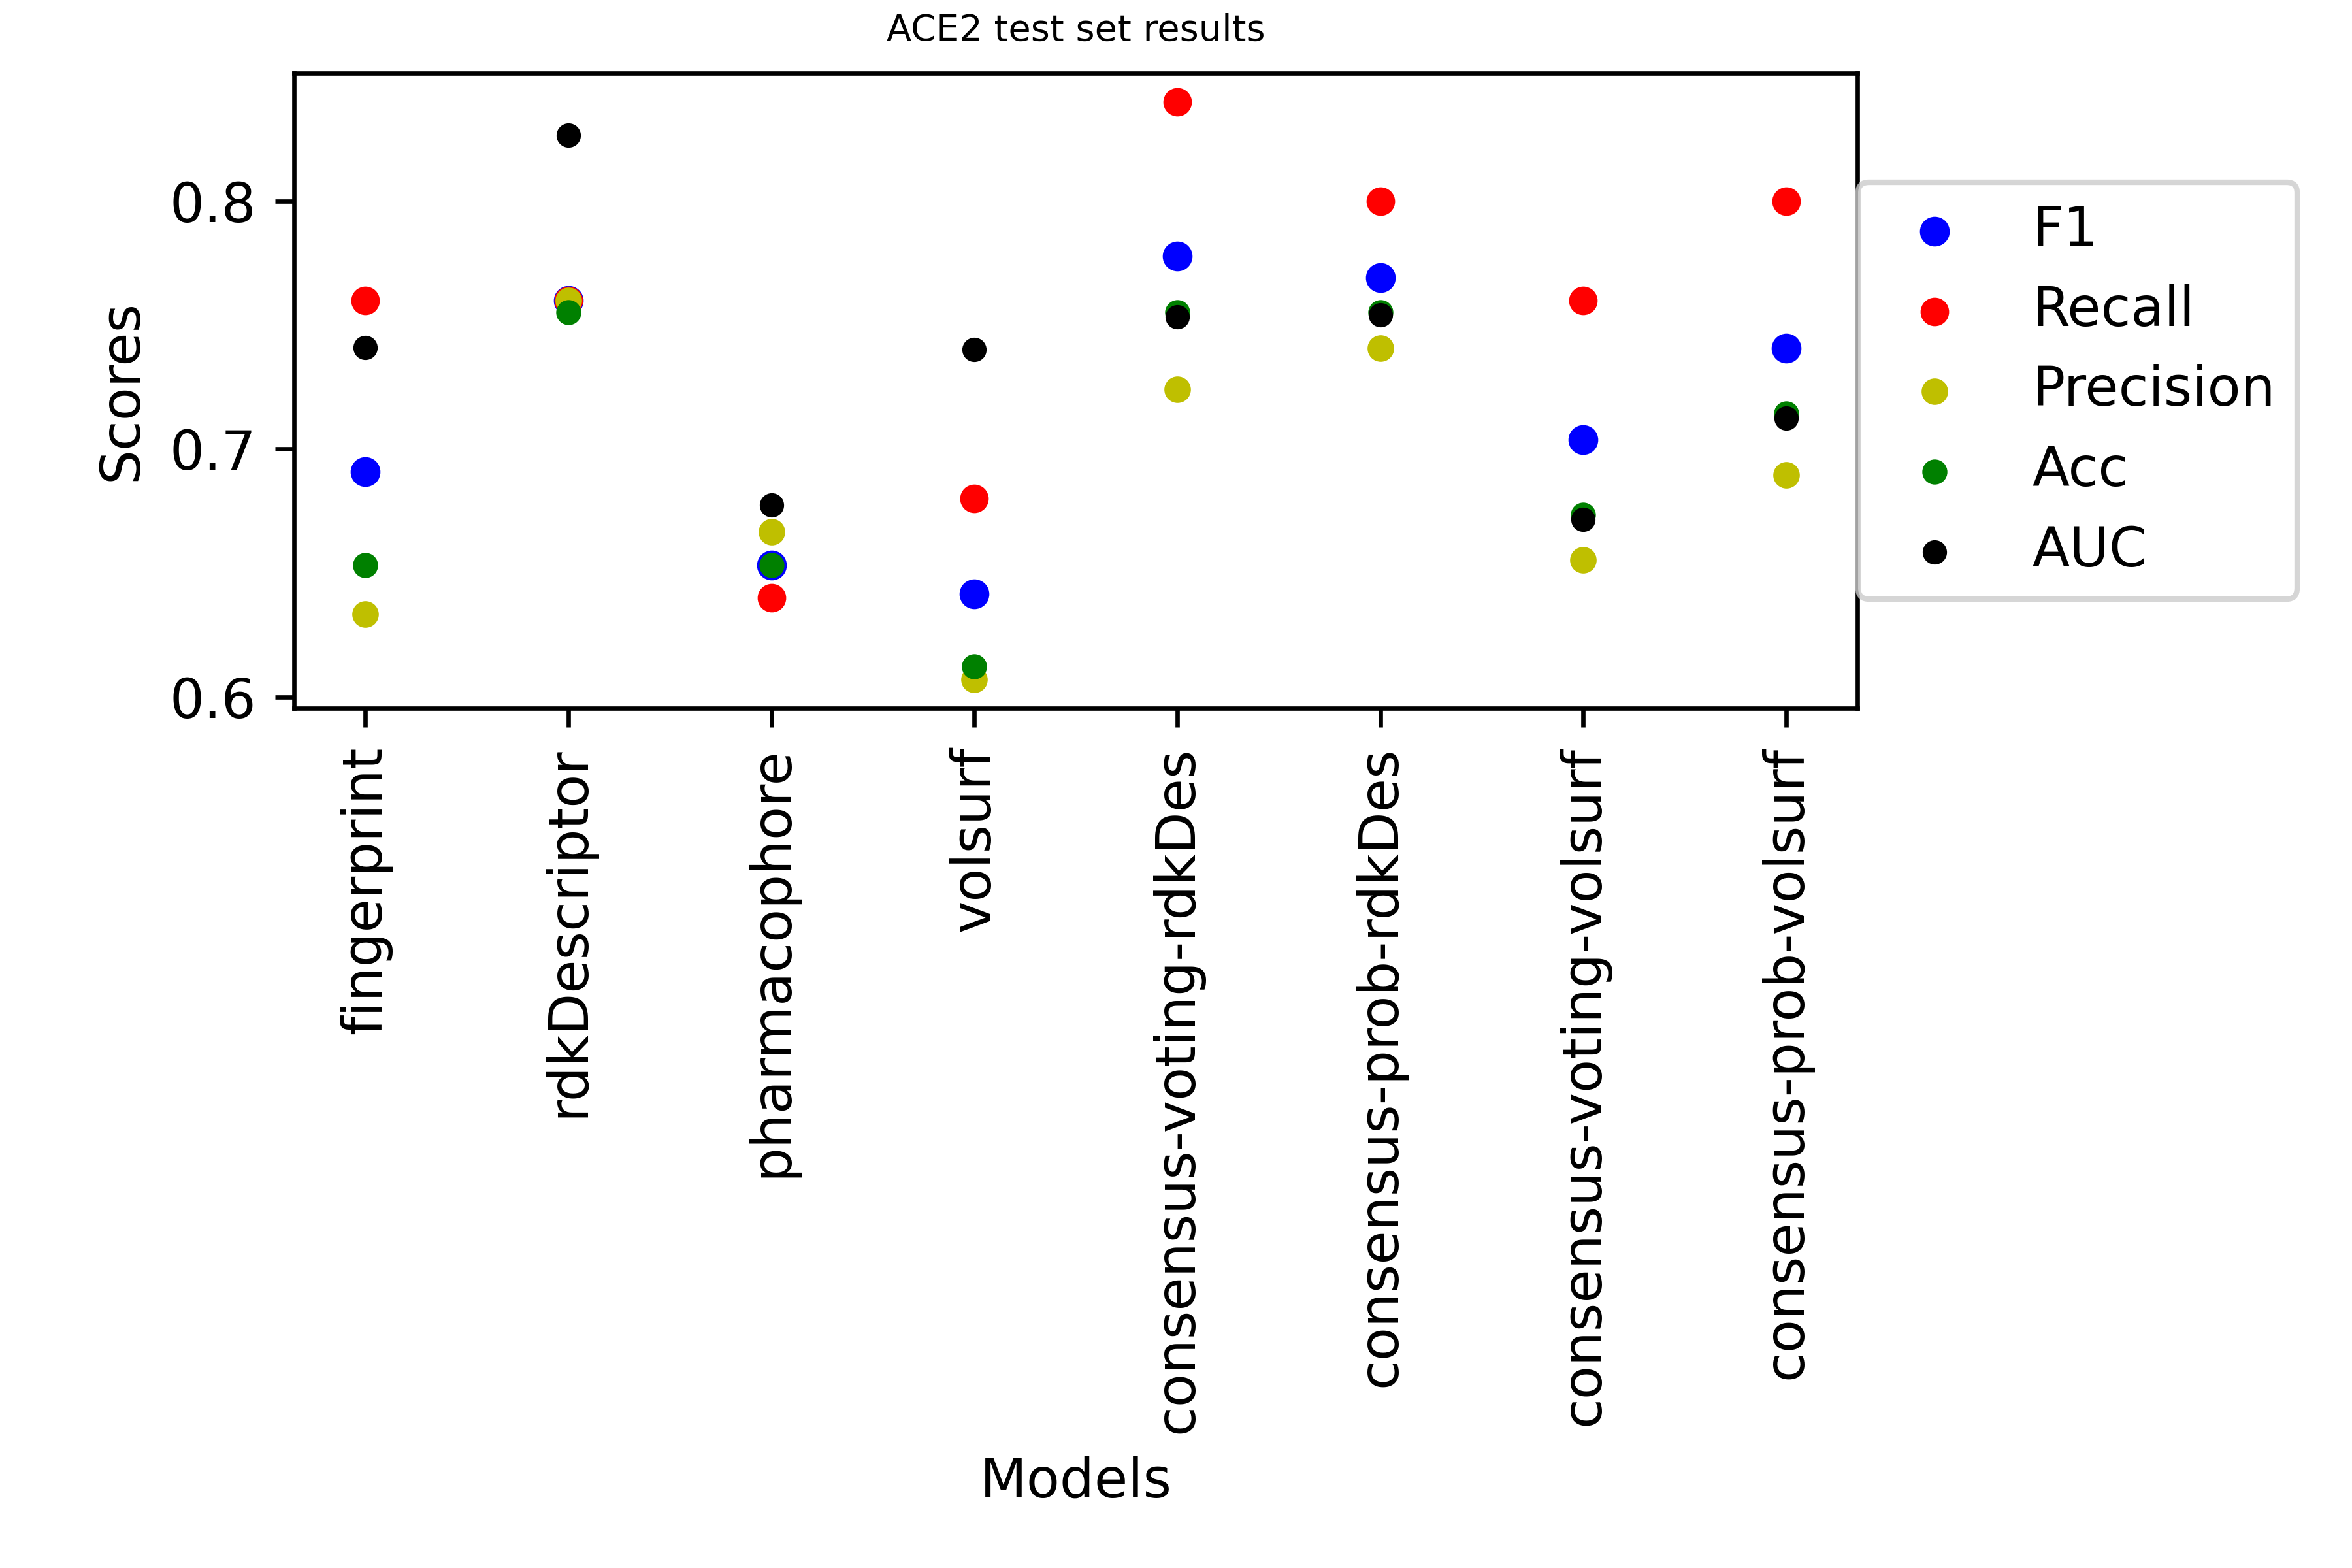 ACE2 test set results
Scores
0.8
0.7
0.6
F1
Recall
Precision
Acc
AUC
fingerprint
rdkDescriptor
pharmacophore
volsurf
consensus-voting-rdkDes
consensus-prob-rdkDes
consensus-voting-volsurf
consensus-prob-volsurf
Models